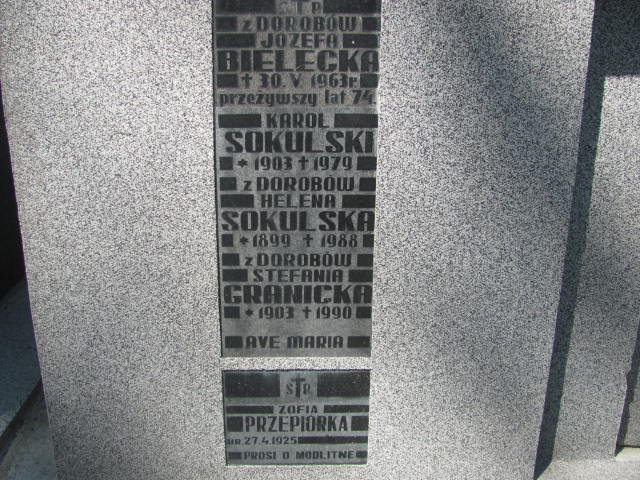 Ś P
z DOROBÓW
JÓZEFA
BIELECKA
† 30. V. 1963r.
przeżywszy lat 74.
KAROL
SOKULSKI
* 1903 † 1979
z DOROBÓW
HELENA
SOKULSKA
* 1899 † 1988
z DOROBÓW
STEFANIA
GRANICKA
* 1903 † 1990
AVE MARIA
Ś P.
ZOFIA
PRZEPIÓRKA
ur. 27.4.1925
PROSI O MODLITWĘ